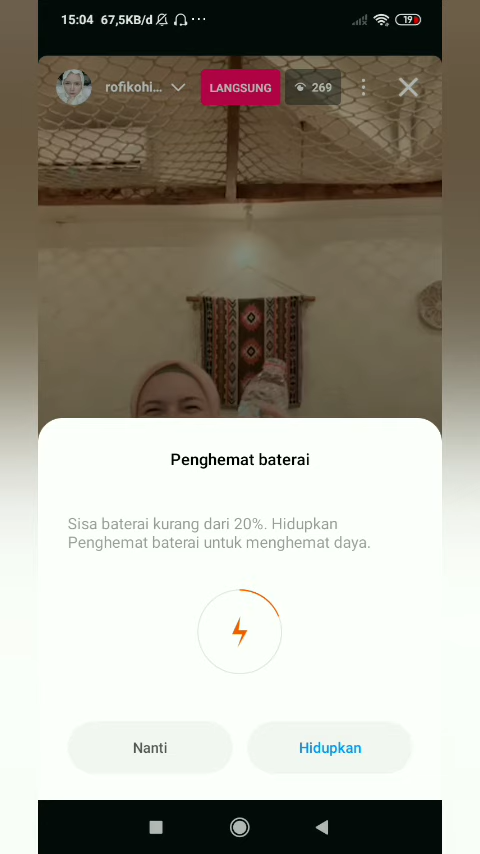 15:04 67,5KB/d ...
19
rofikohi... LANGSUNG 269
Penghemat baterai
Sisa baterai kurang dari 20%. Hidupkan
Penghemat baterai untuk menghemat daya.
Nanti Hidupkan